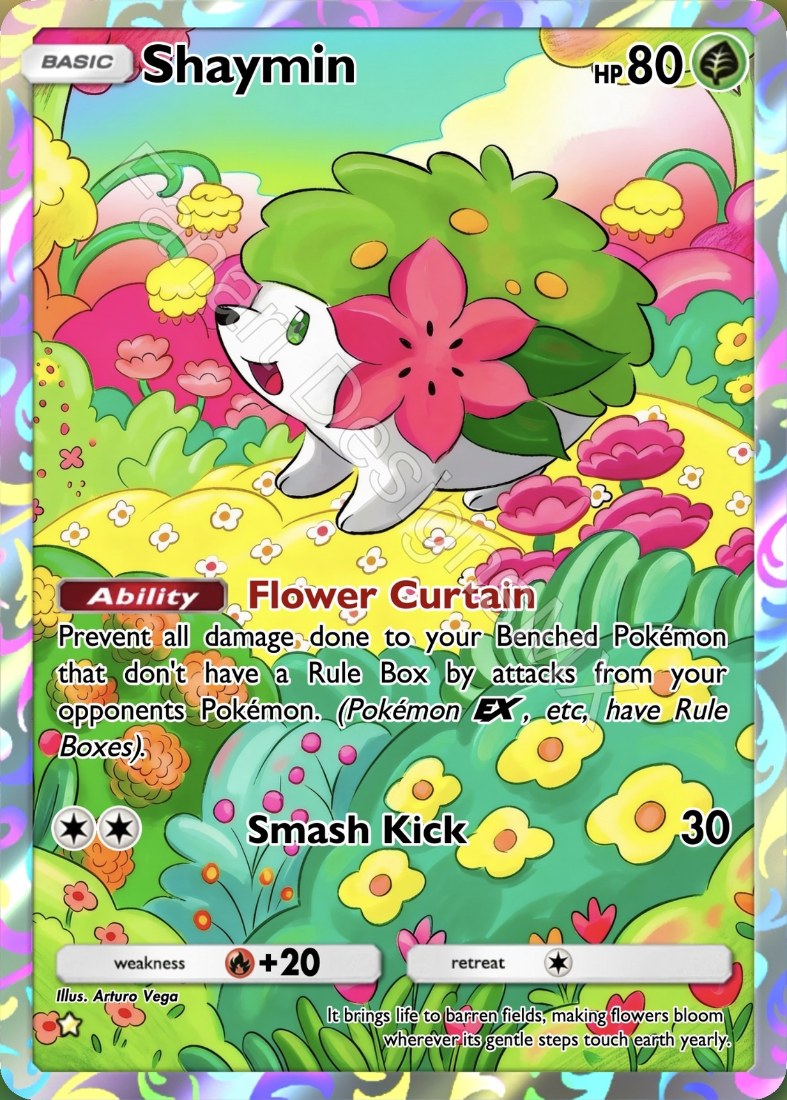 BASIC Shaymin HP 80
Ability Flower Curtain
Prevent all damage done to your Benched Pokémon
that don't have a Rule Box by attacks from your
opponents Pokémon. (Pokémon EX, etc, have Rule
Boxes).
Smash Kick 30
weakness +20 retreat
Illus. Arturo Vega
It brings life to barren fields, making flowers bloom
wherever its gentle steps touch earth yearly.